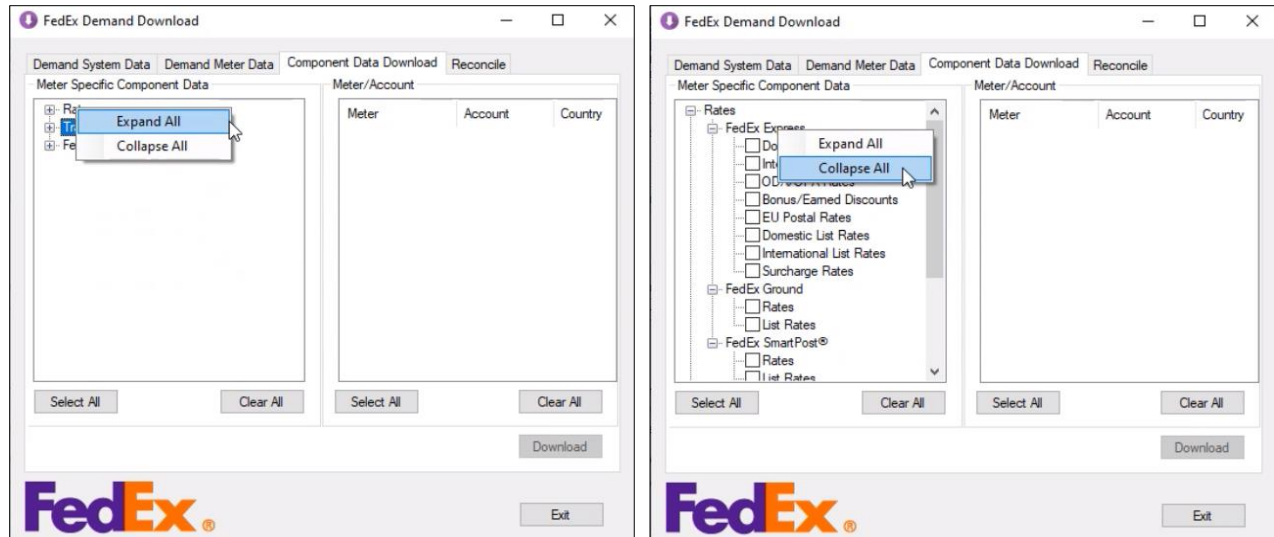 FedEx Demand Download
Demand System Data Demand Meter Data Component Data Download Reconcile
Meter Specific Component Data Meter/Account
Expand All
Collapse All
Meter Account Country
Select All Clear All Select All Clear All
Download
FedEx®
Exit
FedEx Demand Download
Demand System Data Demand Meter Data Component Data Download Reconcile
Meter Specific Component Data Meter/Account
Rates
FedEx Express
Expand All
Collapse All
Bonus/Earned Discounts
EU Postal Rates
Domestic List Rates
International List Rates
Surcharge Rates
FedEx Ground
Rates
List Rates
FedEx SmartPost®
Rates
List Rates
Meter Account Country
Select All Clear All Select All Clear All
Download
FedEx®
Exit